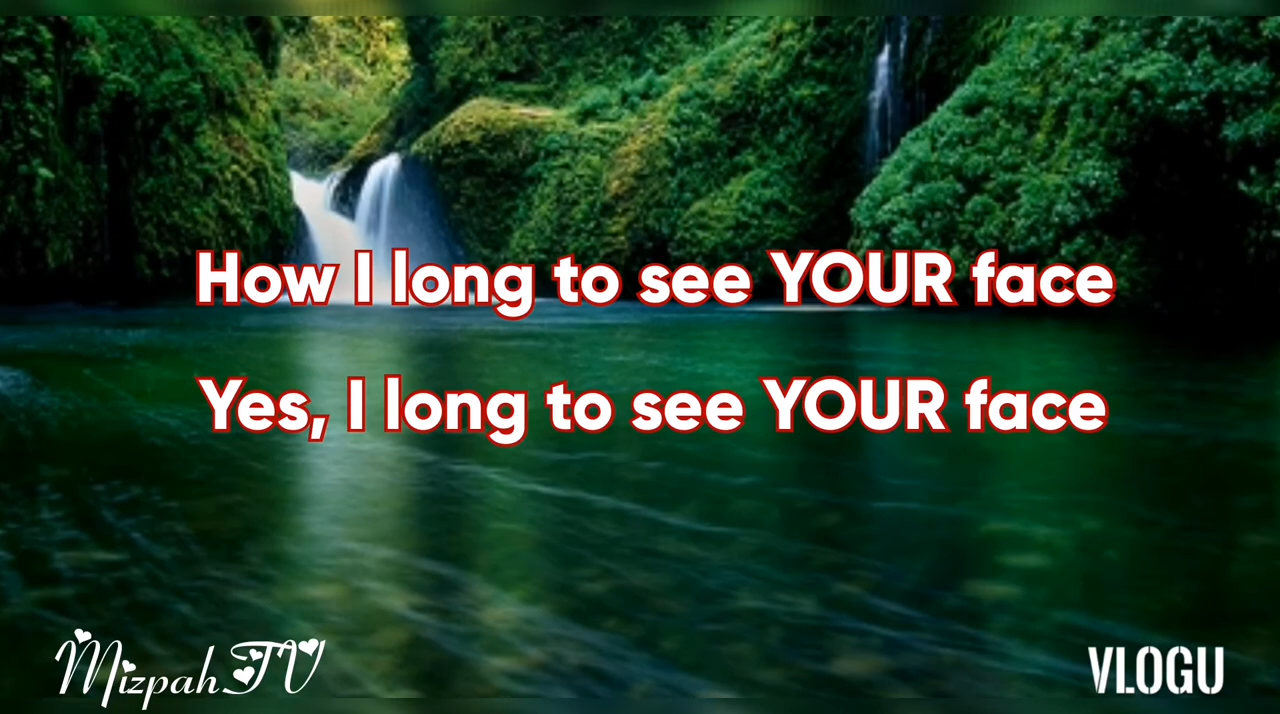 How I long to see YOUR face
Yes, I long to see YOUR face
MizpahTV
VLOGU